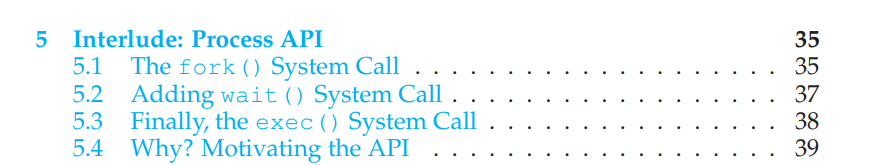 5 Interlude: Process API 35
5.1 The fork() System Call . . . . . . . . . . . . . . . . . . . . 35
5.2 Adding wait() System Call . . . . . . . . . . . . . . . . . . 37
5.3 Finally, the exec() System Call . . . . . . . . . . . . . . . . 38
5.4 Why? Motivating the API . . . . . . . . . . . . . . . . . . . 39